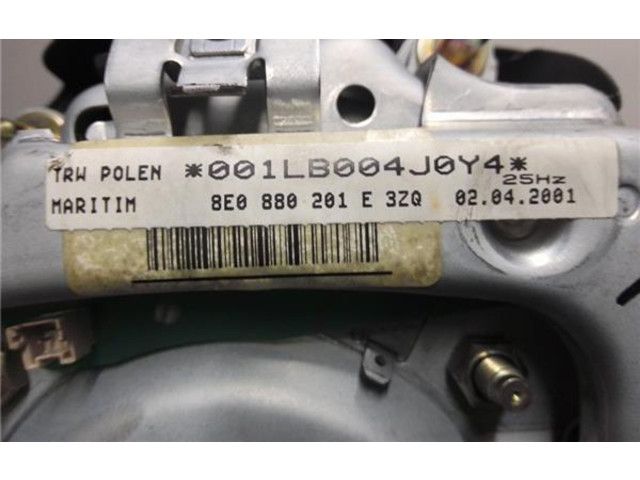 TRW POLEN *001LB004J0Y4*
25Hz
MARITIM 8E0 880 201 E 3ZQ 02.04.2001